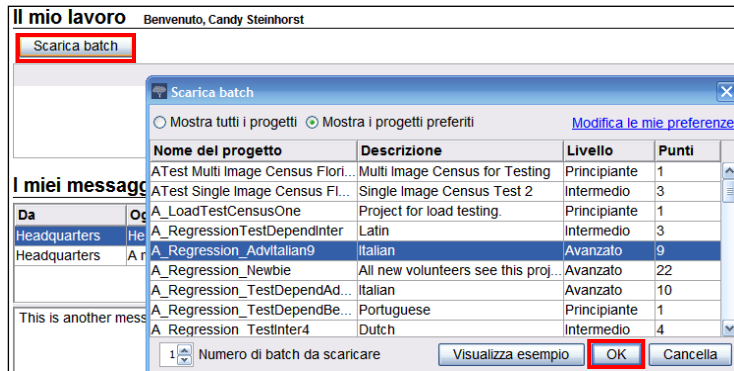 Il mio lavoro Benvenuto, Candy Steinhorst
Scarica batch
Scarica batch
Mostra tutti i progetti Mostra i progetti preferiti Modifica le mie preferenze
Nome del progetto Descrizione Livello Punti
ATest Multi Image Census Flori... Multi Image Census for Testing Principiante 1
ATest Single Image Census Fl... Single Image Census Test 2 Intermedio 3
A_LoadTestCensusOne Project for load testing. Principiante 1
A_RegressionTestDependInter Latin Intermedio 3
A_Regression_AdvItalian9 Italian Avanzato 9
A_Regression_Newbie All new volunteers see this proj... Avanzato 22
A_Regression_TestDependAd... Italian Avanzato 10
A_Regression_TestDependBe... Portuguese Principiante 1
A_Regression_TestInter4 Dutch Intermedio 4
1 Numero di batch da scaricare Visualizza esempio OK Cancella
I miei messagg
Da Og
Headquarters He
Headquarters A n
This is another mess